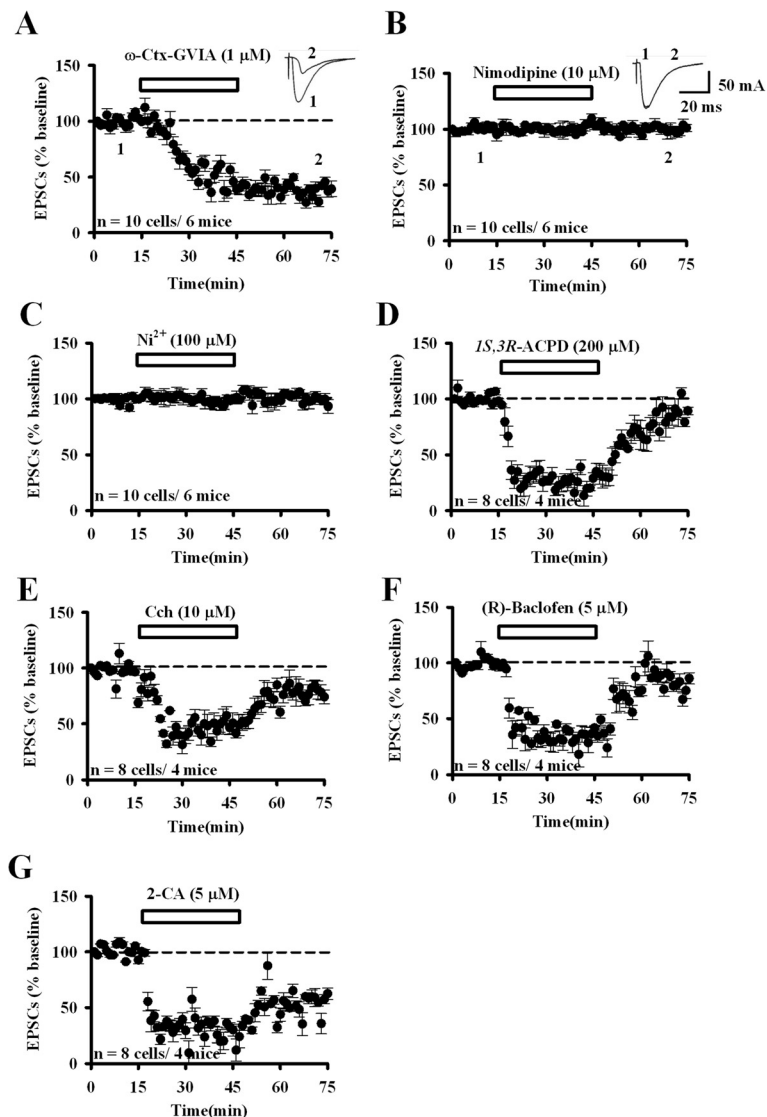 A
ω-Ctx-GVIA (1 μM)
2
1
150
100
50
0
EPSCs (% baseline)
1
2
n = 10 cells/ 6 mice
0 15 30 45 60 75
Time(min)
B
Nimodipine (10 μM)
1 2
50 mA
20 ms
150
100
50
0
EPSCs (% baseline)
1
2
n = 10 cells/ 6 mice
0 15 30 45 60 75
Time(min)
C
Ni2+ (100 μM)
150
100
50
0
EPSCs (% baseline)
n = 10 cells/ 6 mice
0 15 30 45 60 75
Time(min)
D
1S,3R-ACPD (200 μM)
150
100
50
0
EPSCs (% baseline)
n = 8 cells/ 4 mice
0 15 30 45 60 75
Time(min)
E
Cch (10 μM)
150
100
50
0
EPSCs (% baseline)
n = 8 cells/ 4 mice
0 15 30 45 60 75
Time(min)
F
(R)-Baclofen (5 μM)
150
100
50
0
EPSCs (% baseline)
n = 8 cells/ 4 mice
0 15 30 45 60 75
Time(min)
G
2-CA (5 μM)
150
100
50
0
EPSCs (% baseline)
n = 8 cells/ 4 mice
0 15 30 45 60 75
Time(min)